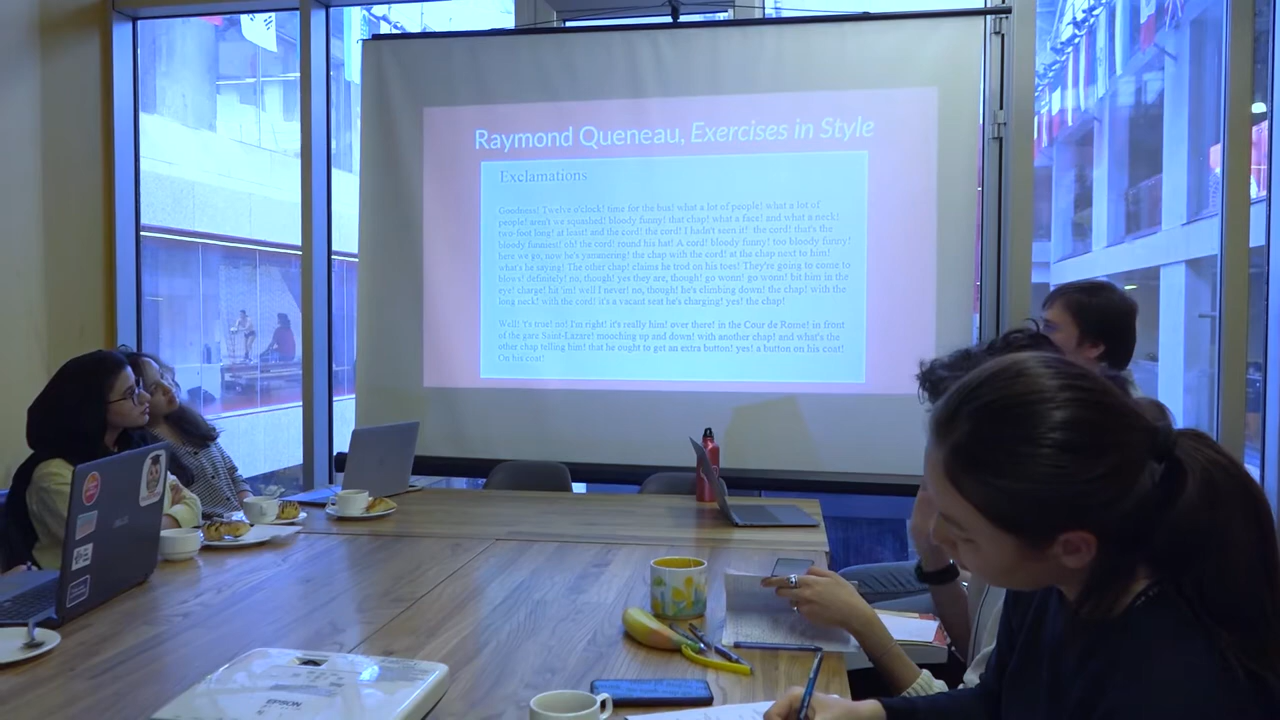 Raymond Queneau, Exercises in Style
Exclamations
Goodness! Twelve o'clock! time for the bus! what a lot of people! what a lot of
people! aren't we squashed! bloody funny! that chap! what a face! and what a neck!
two-foot long! at least! and the cord! the cord! I hadn't seen it! the cord! that's the
bloody funniest! oh! the cord! round his hat! A cord! bloody funny! too bloody funny!
here we go, now he's yammering! the chap with the cord! at the chap next to him!
what's he saying! The other chap! claims he trod on his toes! They're going to come to
blows! definitely! no, though! yes they are, though! go wonn! go wonn! bit him in the
eye! charge! hit 'im! well I never! no, though! he's climbing down! the chap! with the
long neck! with the cord! it's a vacant seat he's charging! yes! the chap!
Well! 't's true! no! I'm right! it's really him! over there! in the Cour de Rome! in front
of the gare Saint-Lazare! mooching up and down! with another chap! and what's the
other chap telling him! that he ought to get an extra button! yes! a button on his coat!
On his coat!
EPSON